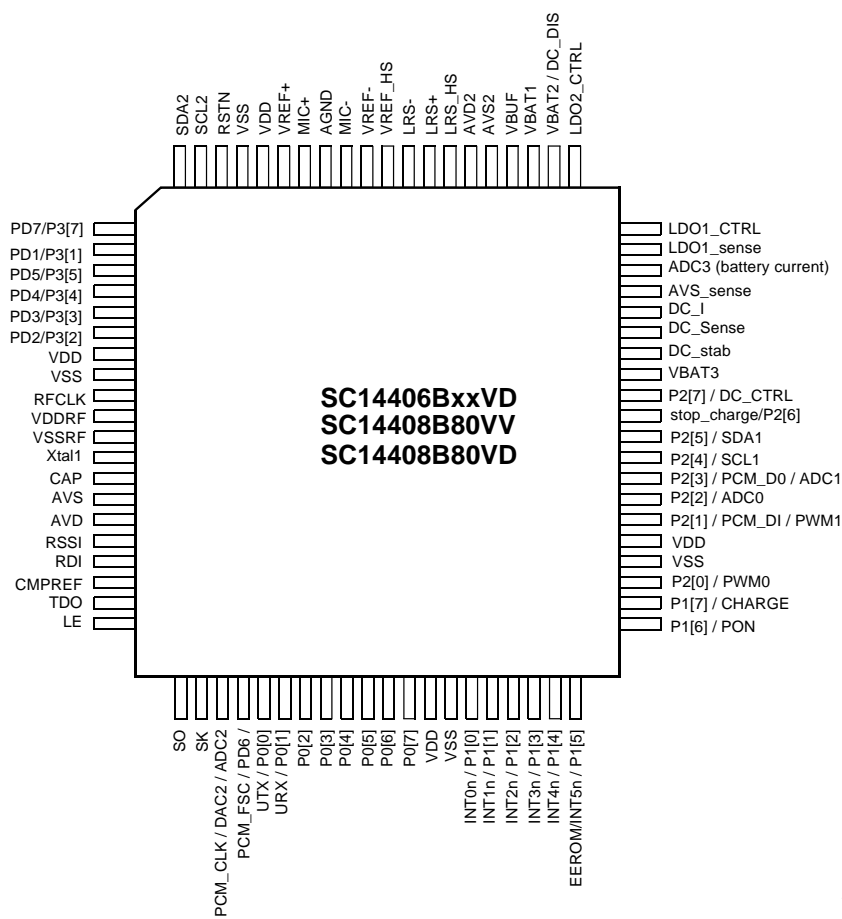 SDA2
SCL2
RSTN
VSS
VDD
VREF+
MIC+
AGND
MIC-
VREF-
VREF_HS
LRS-
LRS+
LRS_HS
AVD2
AVS2
VBUF
VBAT1
VBAT2 / DC_DIS
LDO2_CTRL
PD7/P3[7]
PD1/P3[1]
PD5/P3[5]
PD4/P3[4]
PD3/P3[3]
PD2/P3[2]
VDD
VSS
RFCLK
VDDRF
VSSRF
Xtal1
CAP
AVS
AVD
RSSI
RDI
CMPREF
TDO
LE
SC14406BxxVD
SC14408B80VV
SC14408B80VD
LDO1_CTRL
LDO1_sense
ADC3 (battery current)
AVS_sense
DC_I
DC_Sense
DC_stab
VBAT3
P2[7] / DC_CTRL
stop_charge/P2[6]
P2[5] / SDA1
P2[4] / SCL1
P2[3] / PCM_D0 / ADC1
P2[2] / ADC0
P2[1] / PCM_DI / PWM1
VDD
VSS
P2[0] / PWM0
P1[7] / CHARGE
P1[6] / PON
SO
SK
PCM_CLK / DAC2 / ADC2
PCM_FSC / PD6 /
UTX / P0[0]
URX / P0[1]
P0[2]
P0[3]
P0[4]
P0[5]
P0[6]
P0[7]
VDD
VSS
INT0n / P1[0]
INT1n / P1[1]
INT2n / P1[2]
INT3n / P1[3]
INT4n / P1[4]
EEROM/INT5n / P1[5]